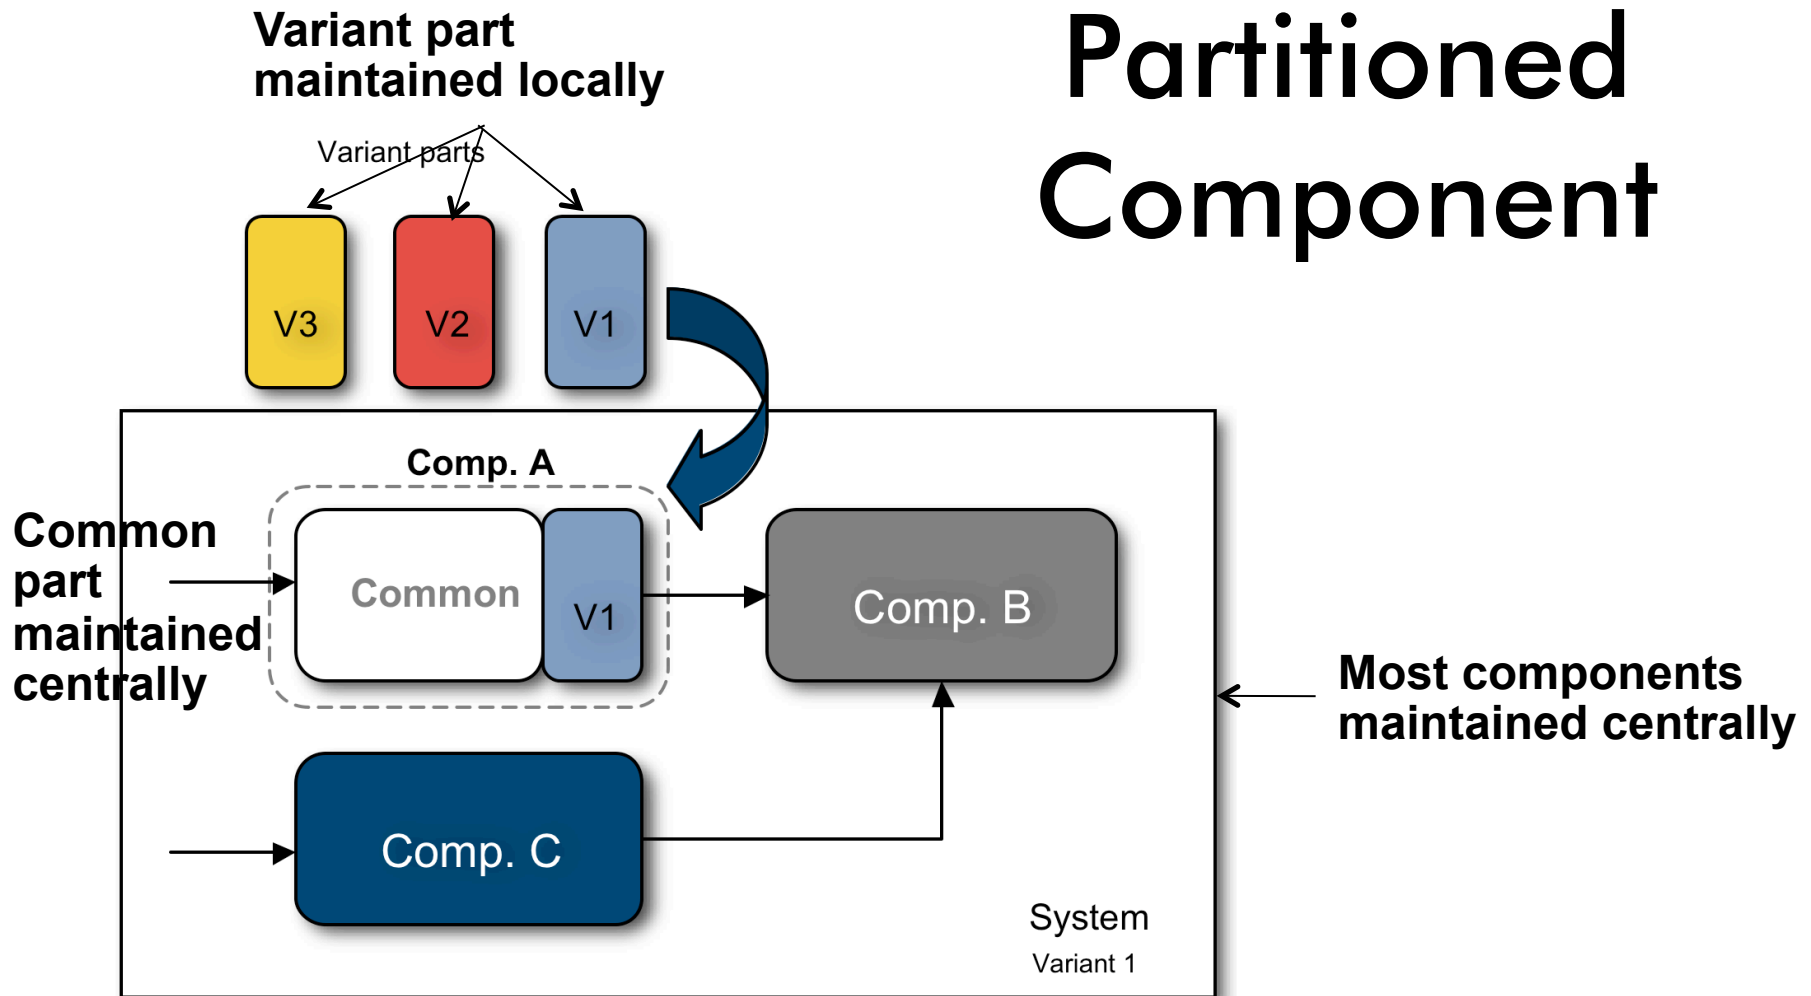 Partitioned
Component
Variant part
maintained locally
Variant parts
V3
V2
V1
Comp. A
Common
part
maintained
centrally
Common
V1
Comp. B
Most components
maintained centrally
Comp. C
System
Variant 1